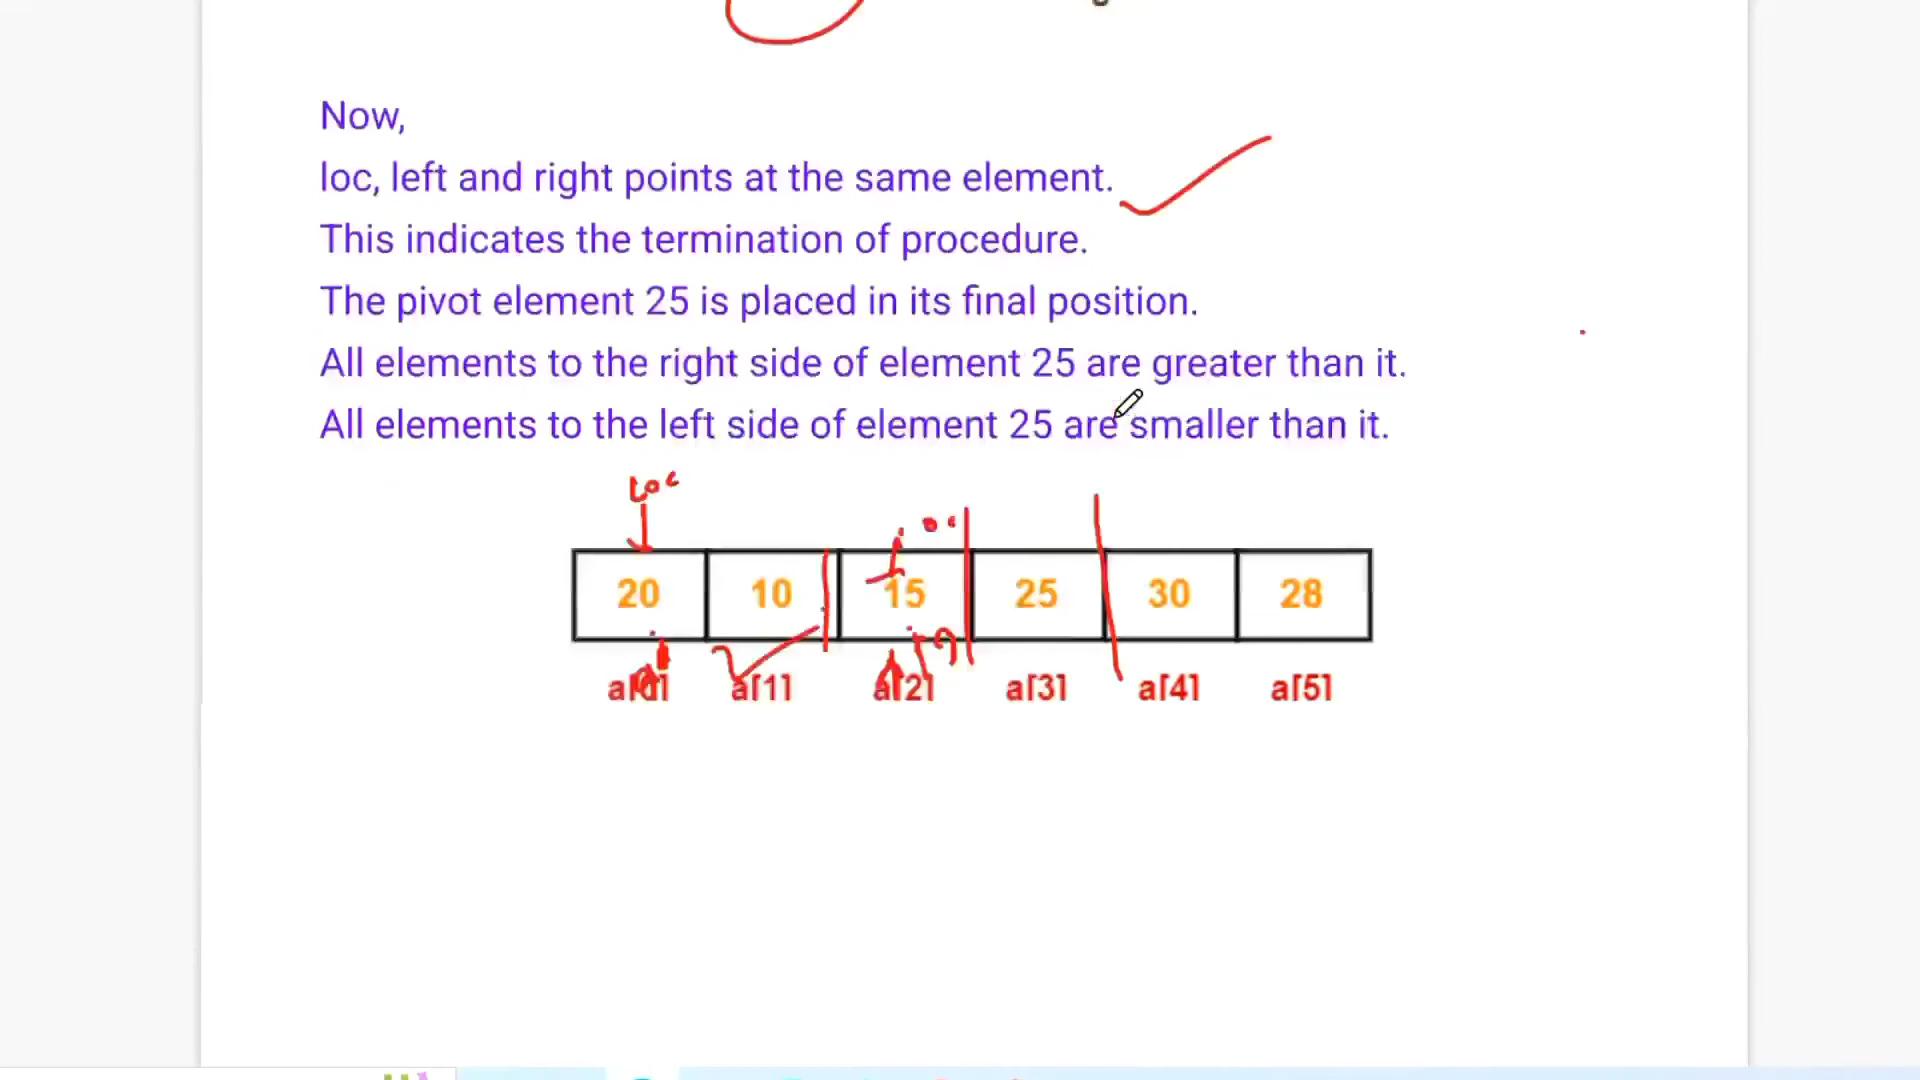 Now,
loc, left and right points at the same element.
This indicates the termination of procedure.
The pivot element 25 is placed in its final position.
All elements to the right side of element 25 are greater than it.
All elements to the left side of element 25 are smaller than it.
Loc
20 10 15 25 30 28
a[1] a[2] a[3] a[4] a[5]